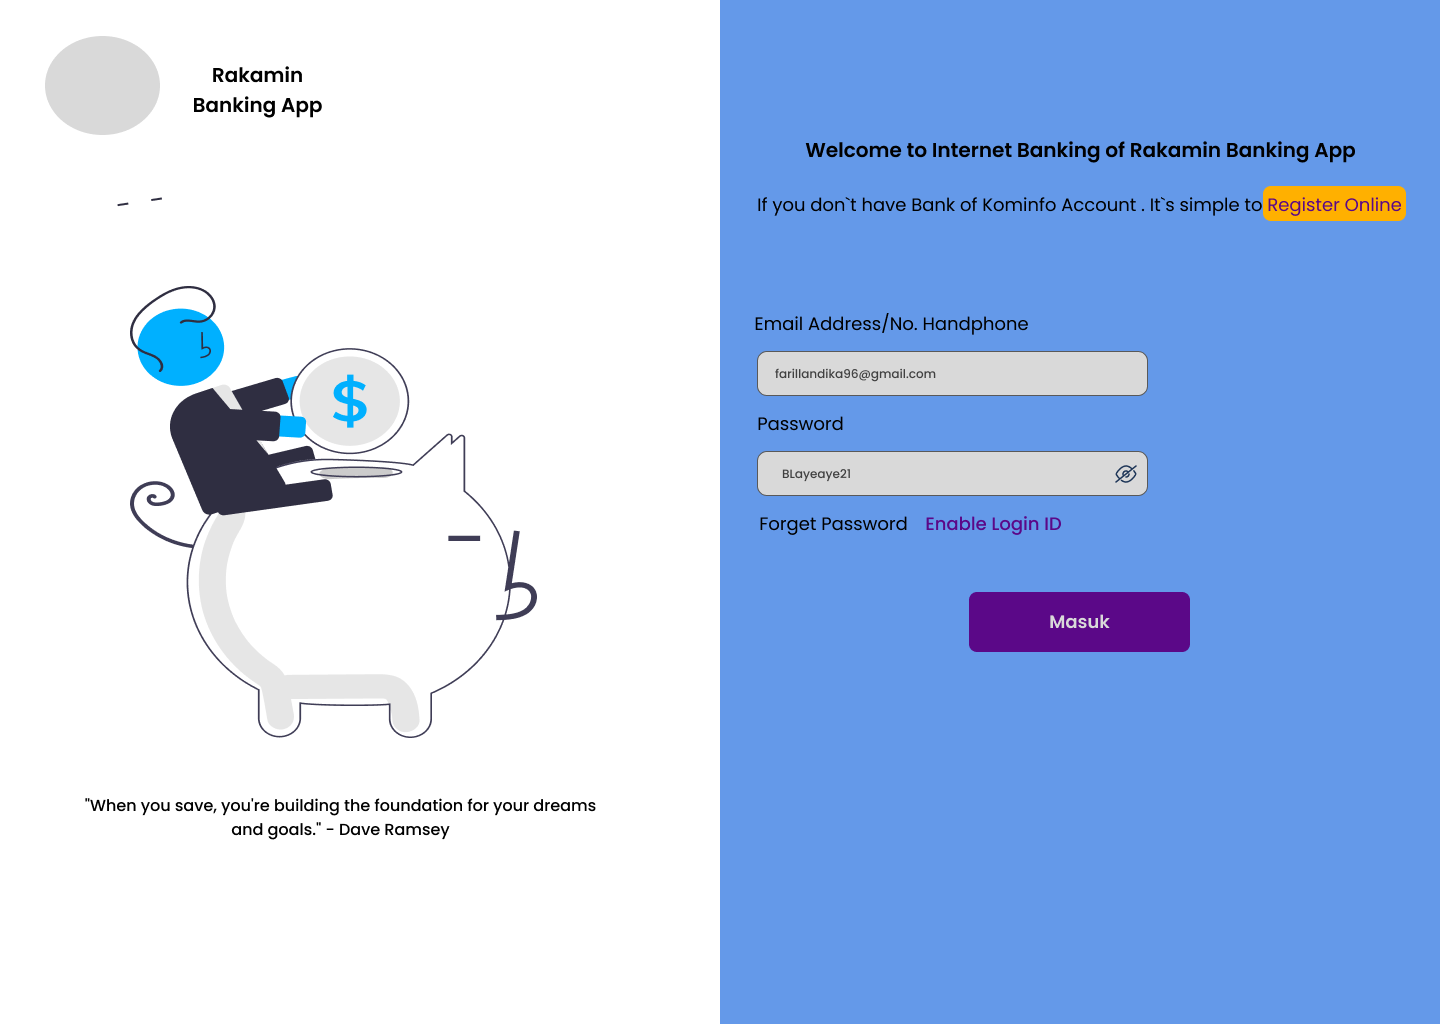 Rakamin
Banking App
Welcome to Internet Banking of Rakamin Banking App
If you don`t have Bank of Kominfo Account . It`s simple to Register Online
Email Address/No. Handphone
farillandika96@gmail.com
Password
BLayeaye21
Forget Password Enable Login ID
Masuk
$
"When you save, you're building the foundation for your dreams
and goals." - Dave Ramsey